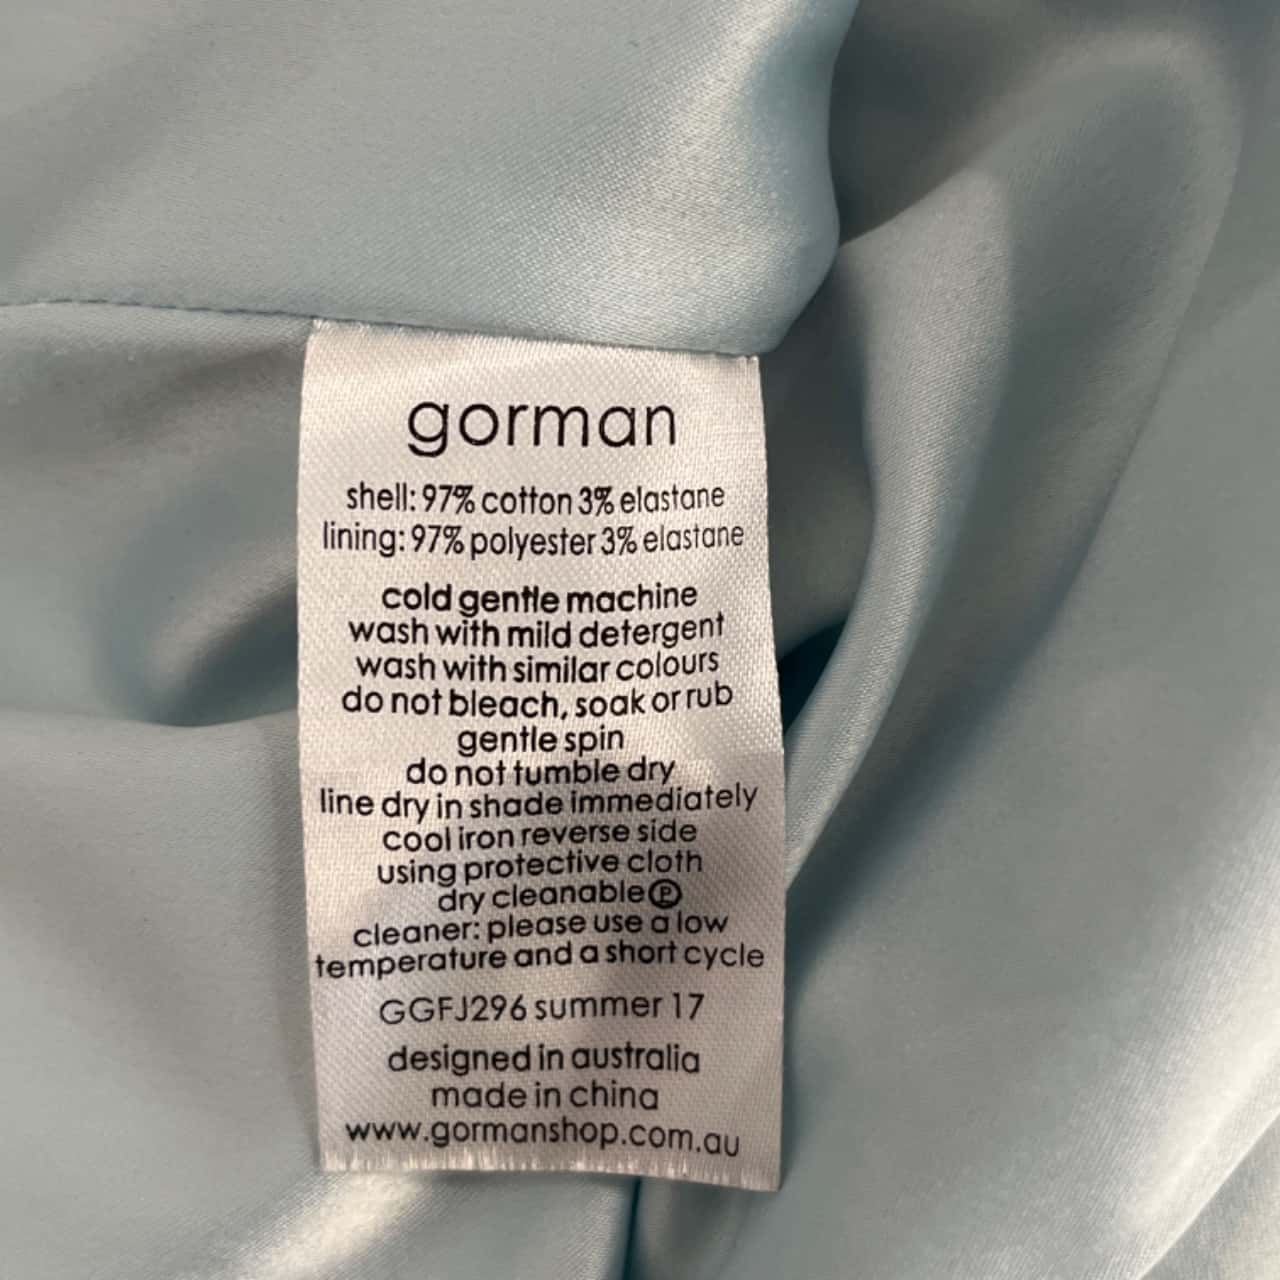 gorman
shell: 97% cotton 3% elastane
lining: 97% polyester 3% elastane
cold gentle machine
wash with mild detergent
wash with similar colours
do not bleach, soak or rub
gentle spin
do not tumble dry
line dry in shade immediately
cool iron reverse side
using protective cloth
dry cleanable Ⓟ
cleaner: please use a low
temperature and a short cycle
GGFJ296 summer 17
designed in australia
made in china
www.gormanshop.com.au